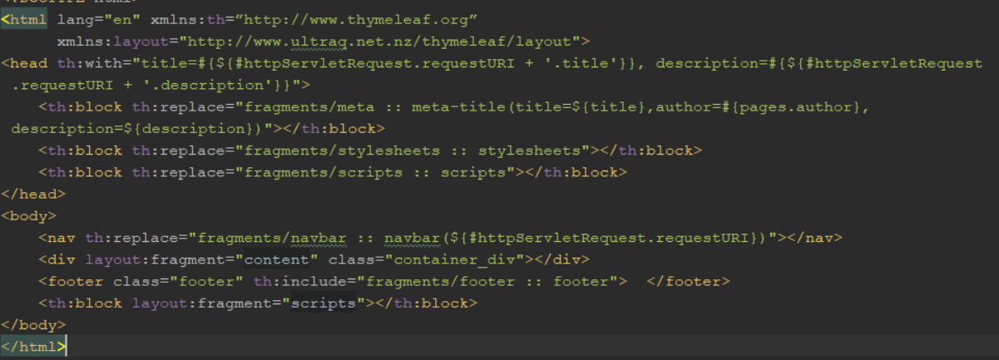 <html lang="en" xmlns:th=”http://www.thymeleaf.org”
xmlns:layout="http://www.ultraq.net.nz/thymeleaf/layout">
<head th:with="title=#{${#httpServletRequest.requestURI + '.title'}}, description=#{${#httpServletRequest
.requestURI + '.description'}}">
<th:block th:replace="fragments/meta :: meta-title(title=${title},author=#{pages.author},
description=${description})"></th:block>
<th:block th:replace="fragments/stylesheets :: stylesheets"></th:block>
<th:block th:replace="fragments/scripts :: scripts"></th:block>
</head>
<body>
<nav th:replace="fragments/navbar :: navbar(${#httpServletRequest.requestURI})"></nav>
<div layout:fragment="content" class="container_div"></div>
<footer class="footer" th:include="fragments/footer :: footer">  </footer>
<th:block layout:fragment="scripts"></th:block>
</body>
</html>